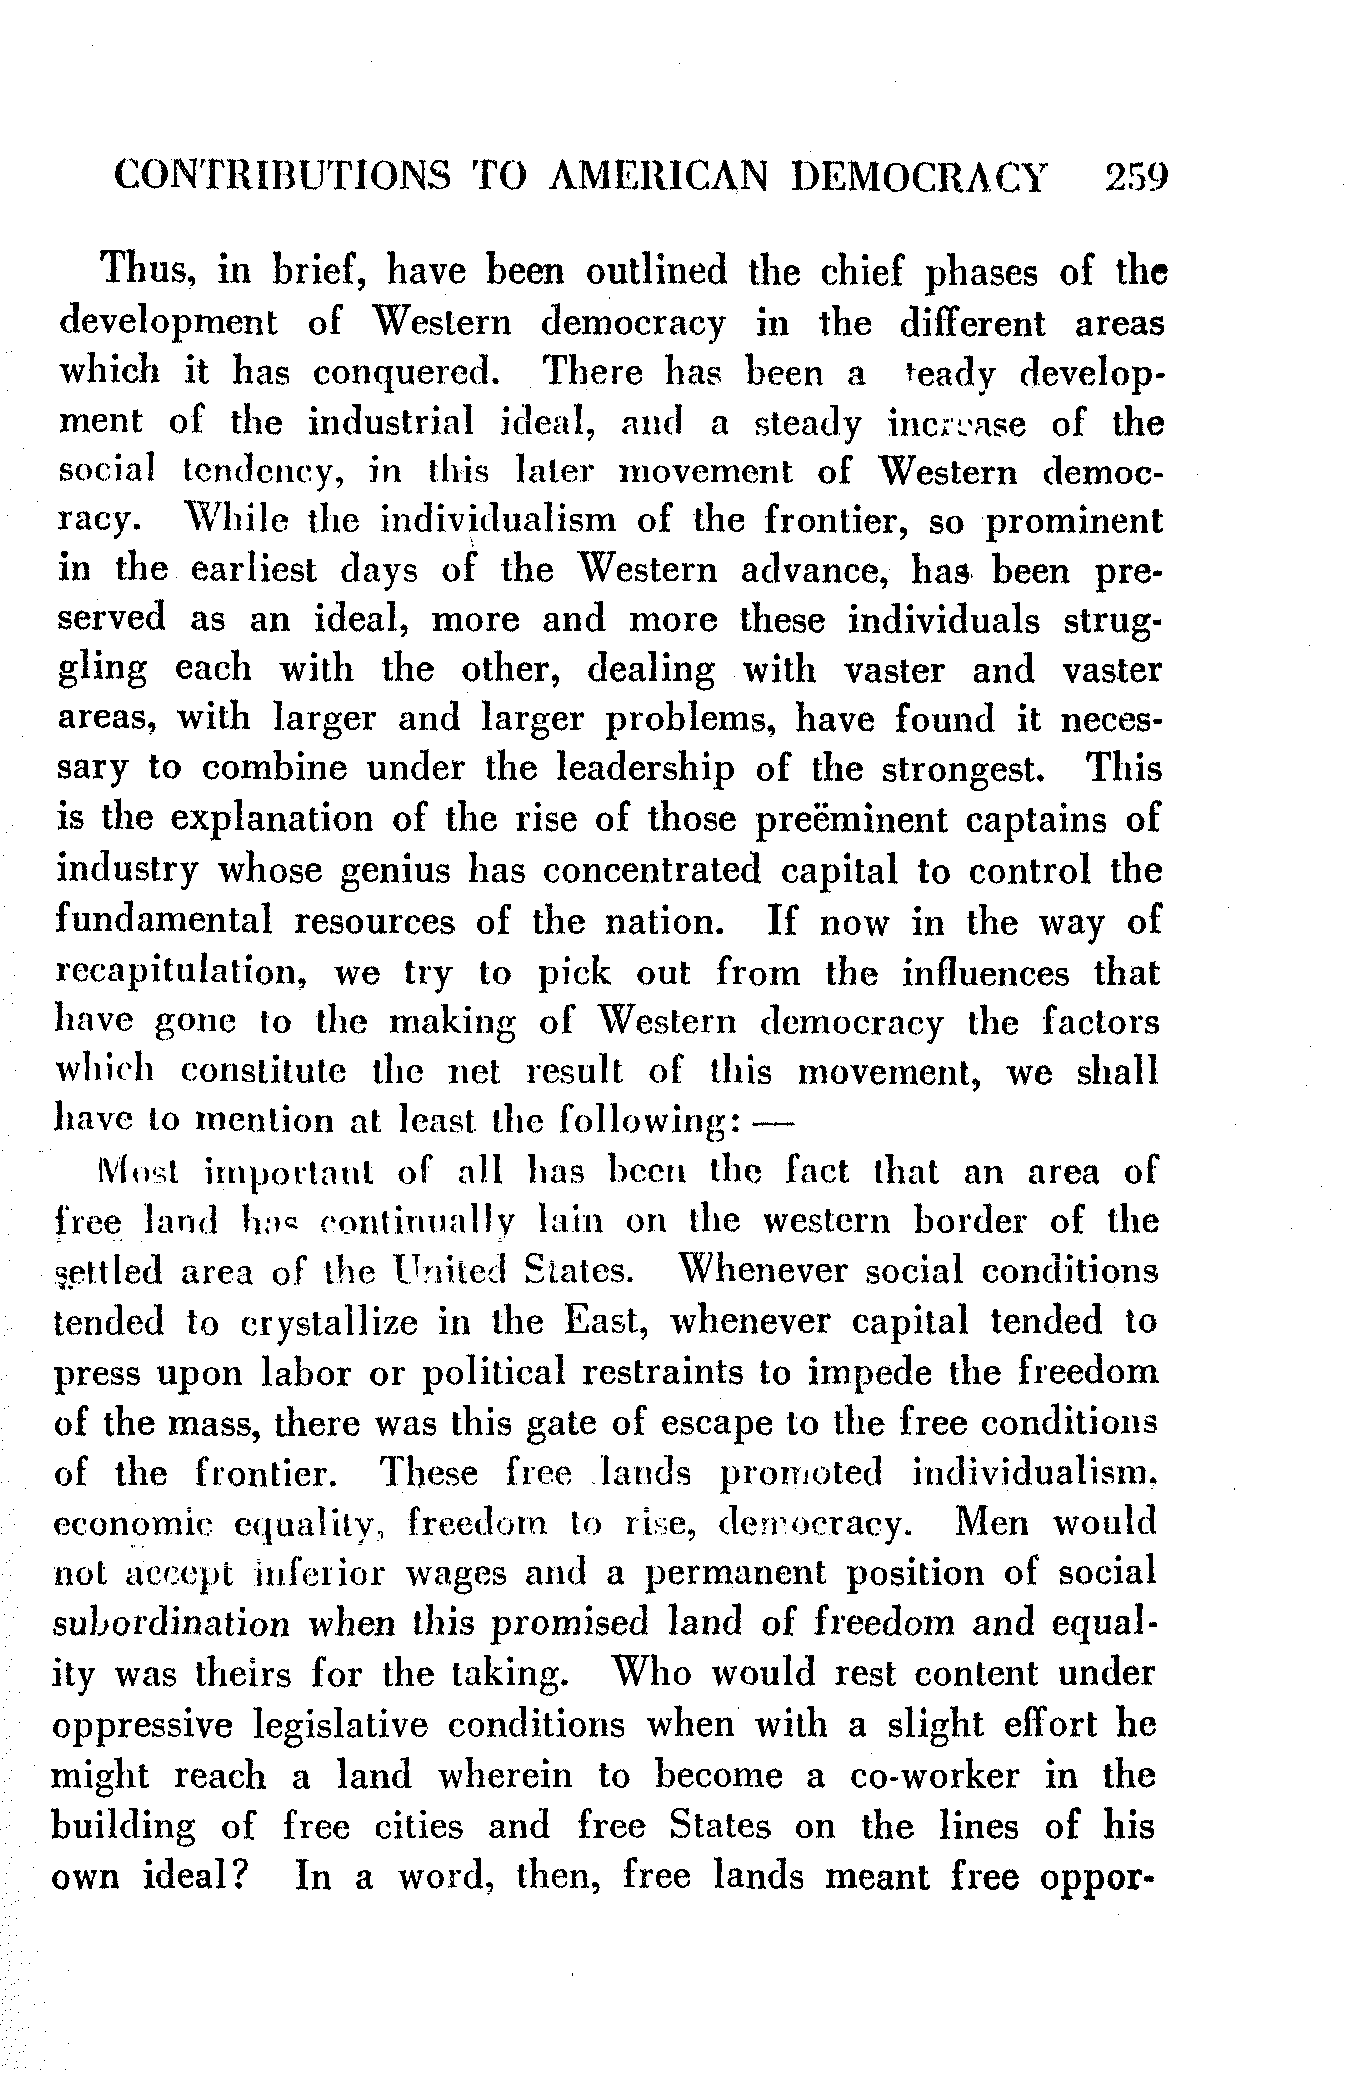 CONTRIBUTIONS TO AMERICAN DEMOCRACY 259
Thus, in brief, have been outlined the chief phases of the
development of Western democracy in the different areas
which it has conquered. There has been a teady develop-
ment of the industrial ideal, and a steady increase of the
social tendency, in this later movement of Western democ-
racy. While the individualism of the frontier, so prominent
in the earliest days of the Western advance, has been pre-
served as an ideal, more and more these individuals strug-
gling each with the other, dealing with vaster and vaster
areas, with larger and larger problems, have found it neces-
sary to combine under the leadership of the strongest. This
is the explanation of the rise of those preëminent captains of
industry whose genius has concentrated capital to control the
fundamental resources of the nation. If now in the way of
recapitulation, we try to pick out from the influences that
have gone to the making of Western democracy the factors
which constitute the net result of this movement, we shall
have to mention at least the following: —
Most important of all has been the fact that an area of
free land has continually lain on the western border of the
settled area of the United States. Whenever social conditions
tended to crystallize in the East, whenever capital tended to
press upon labor or political restraints to impede the freedom
of the mass, there was this gate of escape to the free conditions
of the frontier. These free lands promoted individualism,
economic equality, freedom to rise, democracy. Men would
not accept inferior wages and a permanent position of social
subordination when this promised land of freedom and equal-
ity was theirs for the taking. Who would rest content under
oppressive legislative conditions when with a slight effort he
might reach a land wherein to become a co-worker in the
building of free cities and free States on the lines of his
own ideal? In a word, then, free lands meant free oppor-